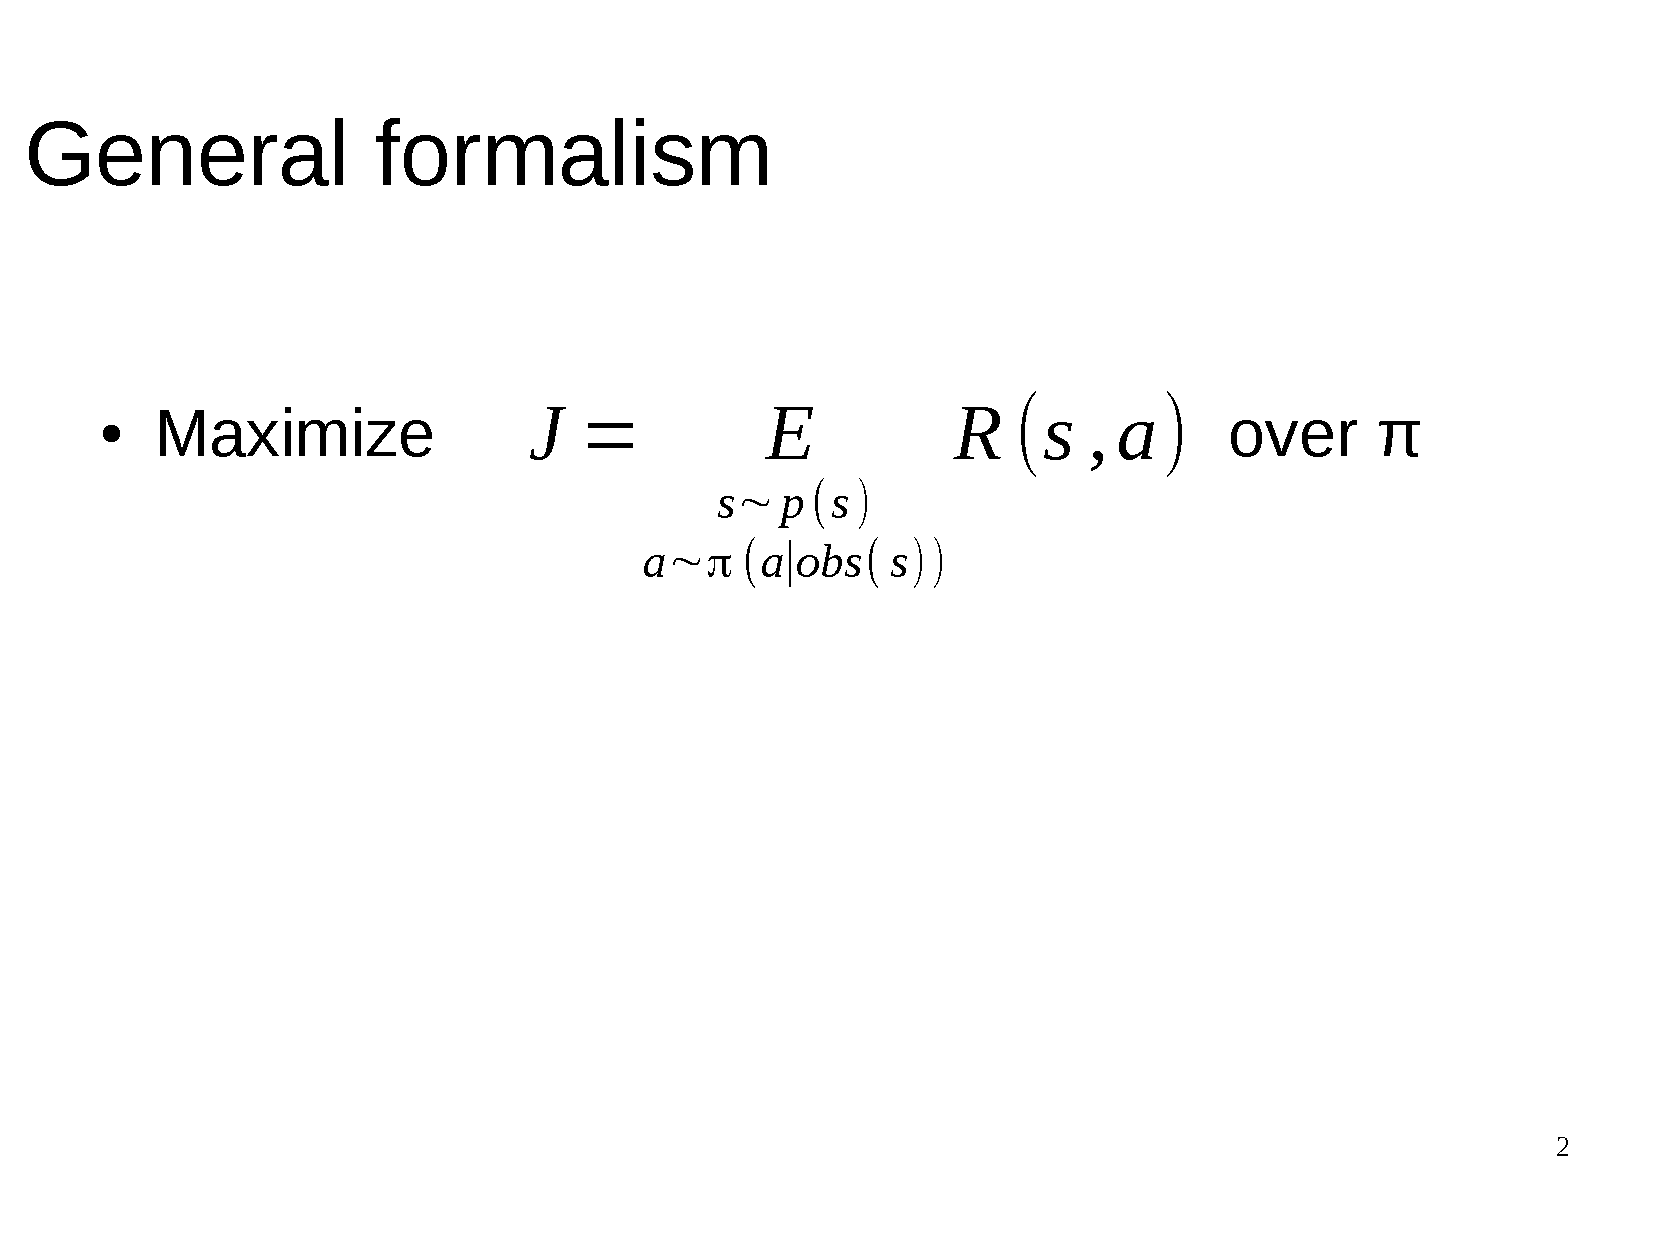 General formalism
• Maximize J = E R(s,a) over π
s~p(s)
a~π(a|obs(s))
2